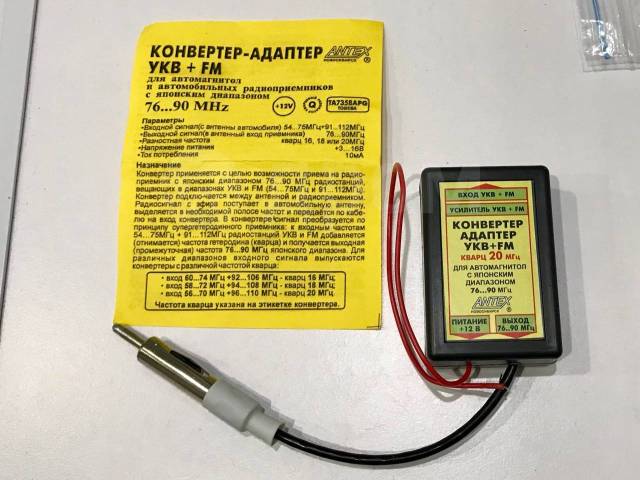 КОНВЕРТЕР-АДАПТЕР
УКВ + FM
ANTEX ®
НОВОСИБИРСК
для автомагнитол
и автомобильных радиоприемников
с японским диапазоном
76...90 MHz
+12V
TA7358APG
TOSHIBA
Параметры
•Входной сигнал(с антенны автомобиля) 54..75МГц+91..112МГц
•Выходной сигнал(в антенный вход приемника) 76...90МГц
•Разностная частота кварц 16, 18 или 20МГц
•Напряжение питания +3...16В
•Ток потребления 10мА
Назначение
Конвертер применяется с целью возможности приема на радио-
приемник с японским диапазоном 76...90 МГц радиостанций,
вещающих в диапазонах УКВ и FM (54...75МГц и 91...112МГц).
Конвертер подключается между антенной и радиоприемником.
Радиосигнал с эфира поступает в автомобильную антенну,
выделяется в необходимой полосе частот и передаётся по кабе-
лю на вход конвертера. В конвертере сигнал преобразуется по
принципу супергетеродинного приемника: к входным частотам
54...75МГц + 91...112МГц радиостанций УКВ и FM добавляется
(отнимается) частота гетеродина (кварца) и получается выходная
(промежуточная) частота 76...90 МГц японского диапазона. Для
различных диапазонов входного сигнала выпускаются
конвертеры с различной частотой кварца:
• вход 60...74 МГц +92...106 МГц - кварц 16 МГц;
• вход 58...72 МГц +94...108 МГц - кварц 18 МГц;
• вход 56...70 МГц +96...110 МГц - кварц 20 МГц.
Частота кварца указана на этикетке конвертера.
ВХОД УКВ + FM
УСИЛИТЕЛЬ УКВ + FM
КОНВЕРТЕР
АДАПТЕР
УКВ+FM
КВАРЦ 20 МГц
ДЛЯ АВТОМАГНИТОЛ
С ЯПОНСКИМ
ДИАПАЗОНОМ
76...90 МГц
ANTEX ®
НОВОСИБИРСК
ПИТАНИЕ
+12 В
ВЫХОД
76..90 МГц